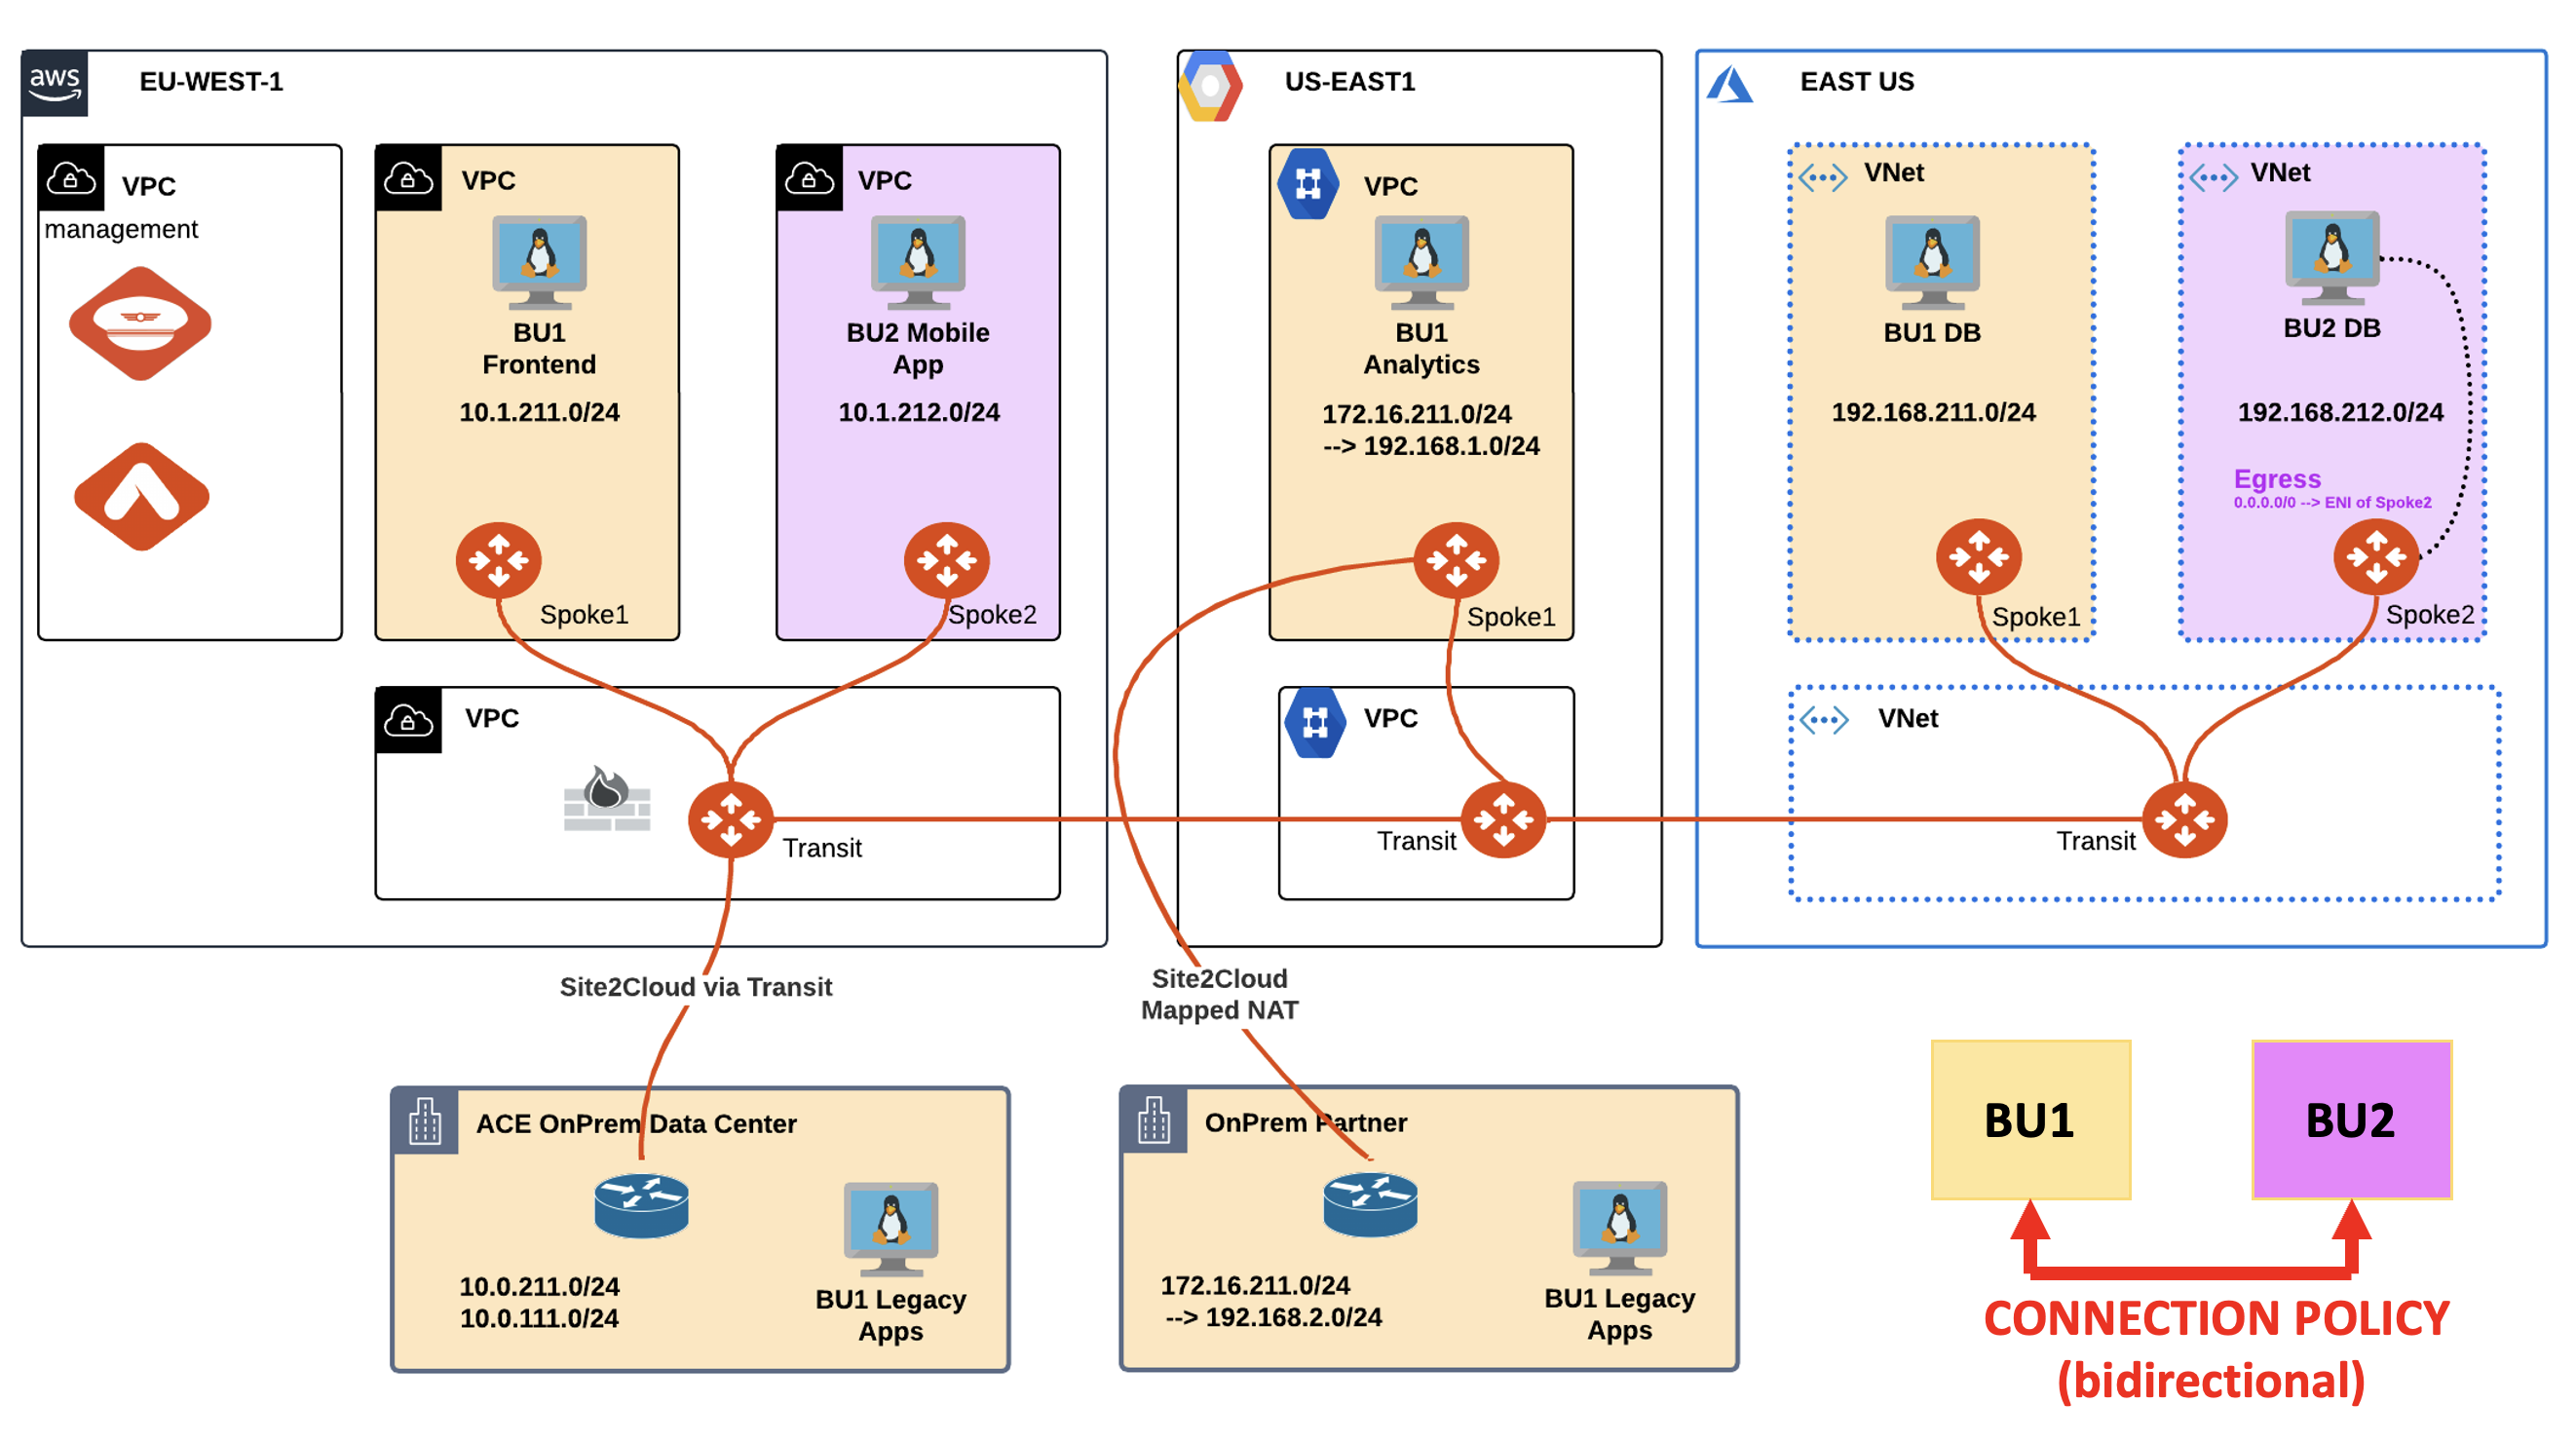 aws
EU-WEST-1
VPC
management
VPC
BU1
Frontend
10.1.211.0/24
Spoke1
VPC
BU2 Mobile
App
10.1.212.0/24
Spoke2
VPC
Transit
US-EAST1
VPC
BU1
Analytics
172.16.211.0/24
--> 192.168.1.0/24
Spoke1
VPC
Transit
EAST US
VNet
BU1 DB
192.168.211.0/24
Spoke1
VNet
BU2 DB
192.168.212.0/24
Egress
0.0.0.0/0 --> ENI of Spoke2
Spoke2
VNet
Transit
Site2Cloud via Transit
Site2Cloud
Mapped NAT
ACE OnPrem Data Center
10.0.211.0/24
10.0.111.0/24
BU1 Legacy
Apps
OnPrem Partner
172.16.211.0/24
--> 192.168.2.0/24
BU1 Legacy
Apps
BU1
BU2
CONNECTION POLICY
(bidirectional)